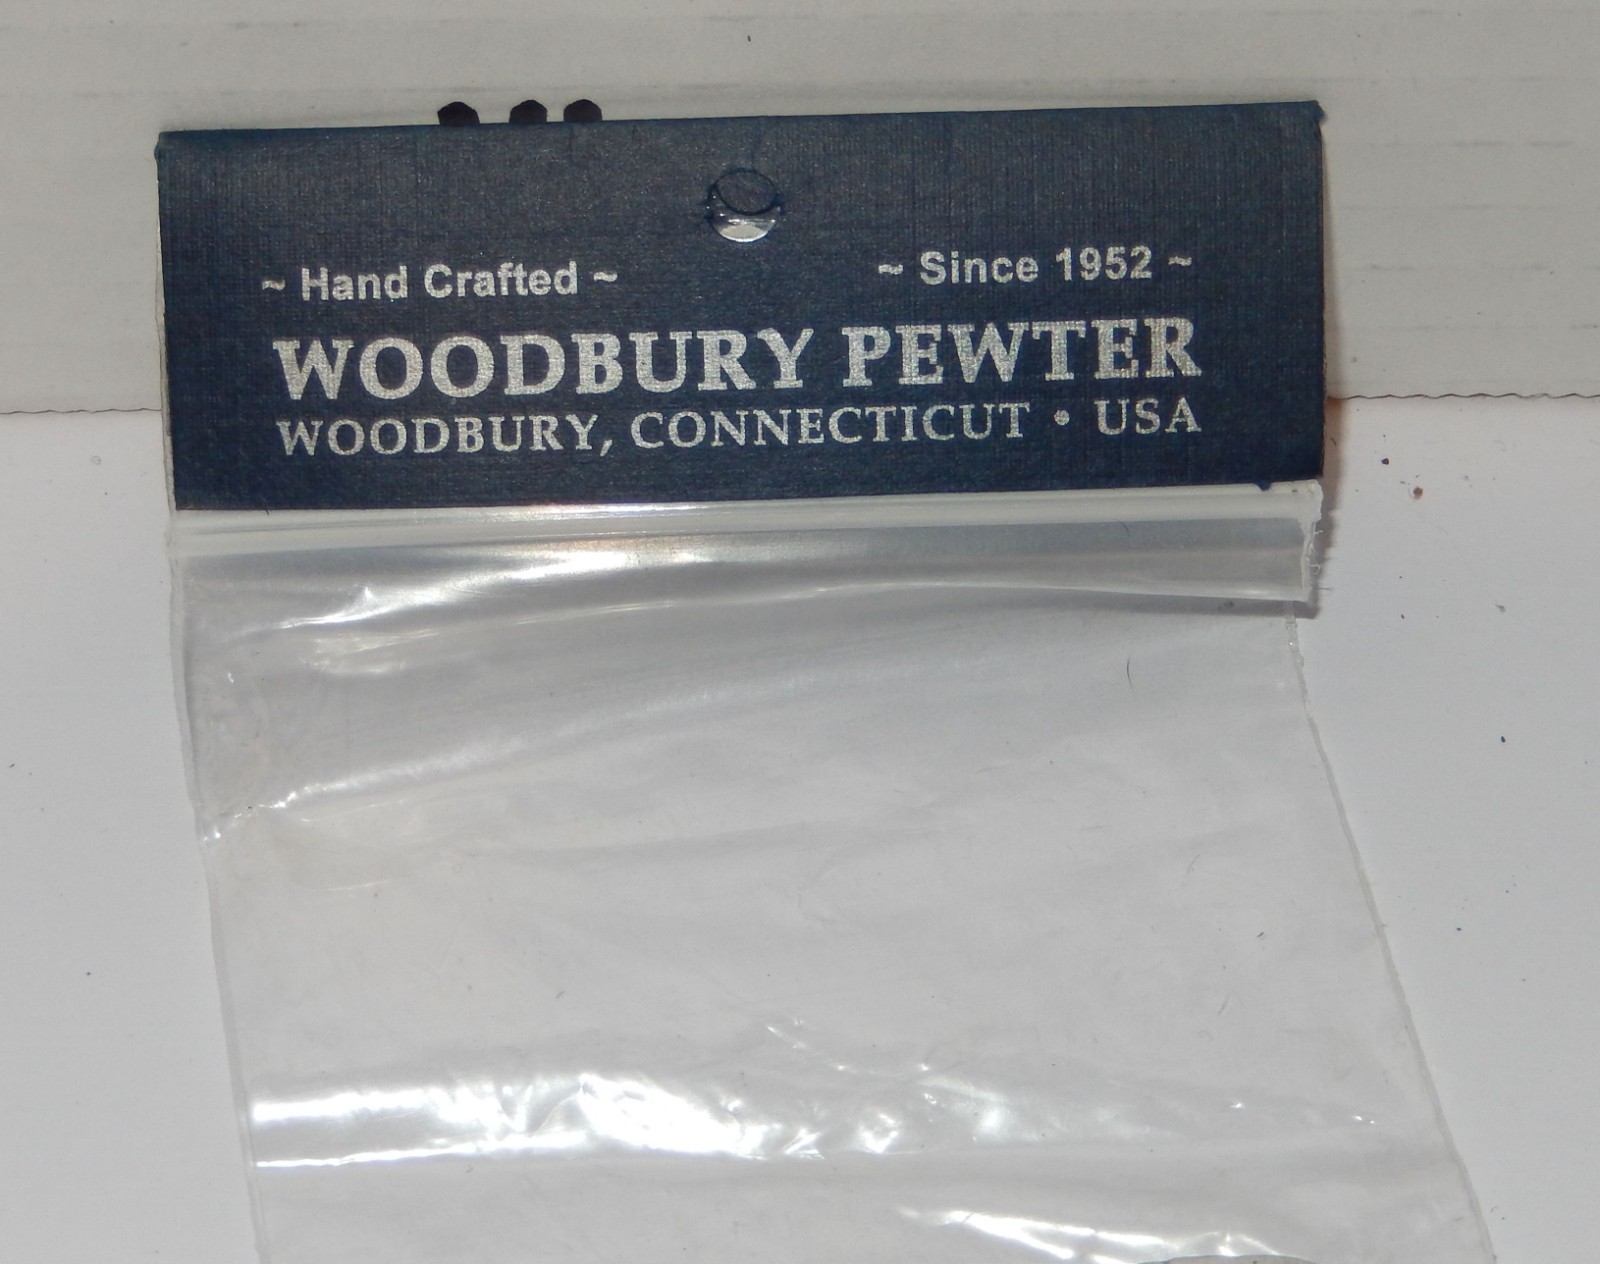 ~ Hand Crafted ~ ~ Since 1952 ~
WOODBURY PEWTER
WOODBURY, CONNECTICUT • USA